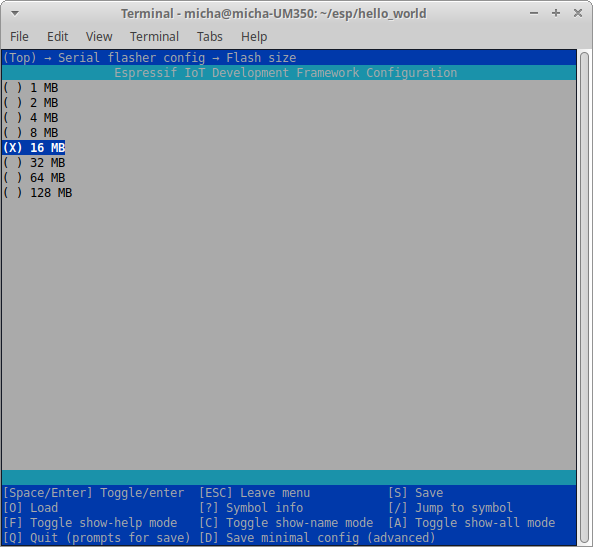 Terminal - micha@micha-UM350: ~/esp/hello_world
File Edit View Terminal Tabs Help
(Top) → Serial flasher config → Flash size
Espressif IoT Development Framework Configuration
( ) 1 MB
( ) 2 MB
( ) 4 MB
( ) 8 MB
(X) 16 MB
( ) 32 MB
( ) 64 MB
( ) 128 MB
[Space/Enter] Toggle/enter [ESC] Leave menu [S] Save
[O] Load [?] Symbol info [/] Jump to symbol
[F] Toggle show-help mode [C] Toggle show-name mode [A] Toggle show-all mode
[Q] Quit (prompts for save) [D] Save minimal config (advanced)